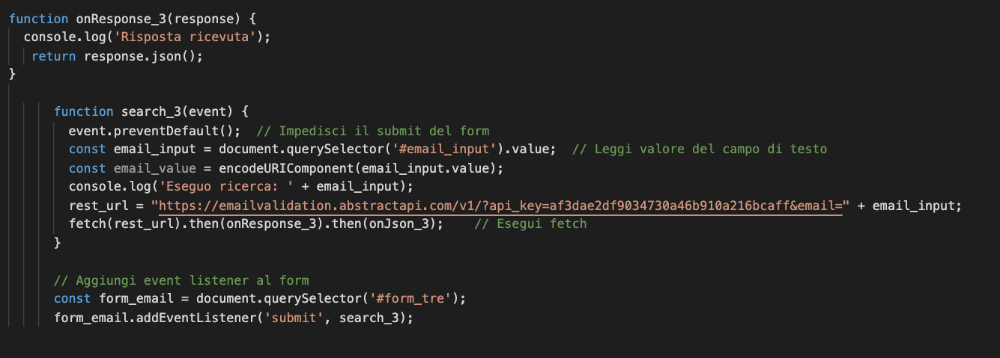 function onResponse_3(response) {
console.log('Risposta ricevuta');
return response.json();
}
function search_3(event) {
event.preventDefault();  // Impedisci il submit del form
const email_input = document.querySelector('#email_input').value;  // Leggi valore del campo di testo
const email_value = encodeURIComponent(email_input.value);
console.log('Eseguo ricerca: ' + email_input);
rest_url = "https://emailvalidation.abstractapi.com/v1/?api_key=af3dae2df9034730a46b910a216bcaff&email=" + email_input;
fetch(rest_url).then(onResponse_3).then(onJson_3);    // Esegui fetch
}
// Aggiungi event listener al form
const form_email = document.querySelector('#form_tre');
form_email.addEventListener('submit', search_3);